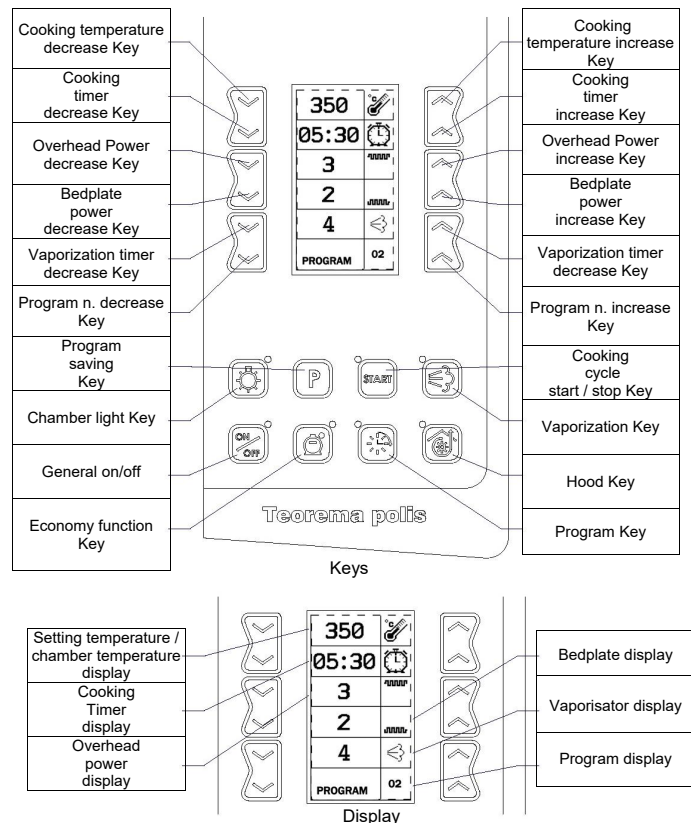 Cooking temperature
decrease Key
Cooking
timer
decrease Key
Overhead Power
decrease Key
Bedplate
power
decrease Key
Vaporization timer
decrease Key
Program n. decrease
Key
Program
saving
Key
Chamber light Key
General on/off
Economy function
Key
350
°C
05:30
3
2
4
PROGRAM 02
P
START
ON
OFF
Teorema polis
Cooking
temperature increase
Key
Cooking
timer
increase Key
Overhead Power
increase Key
Bedplate
power
increase Key
Vaporization timer
decrease Key
Program n. increase
Key
Cooking
cycle
start / stop Key
Vaporization Key
Hood Key
Program Key
Keys
Setting temperature /
chamber temperature
display
Cooking
Timer
display
Overhead
power
display
350
°C
05:30
3
2
4
PROGRAM 02
Bedplate display
Vaporisator display
Program display
Display